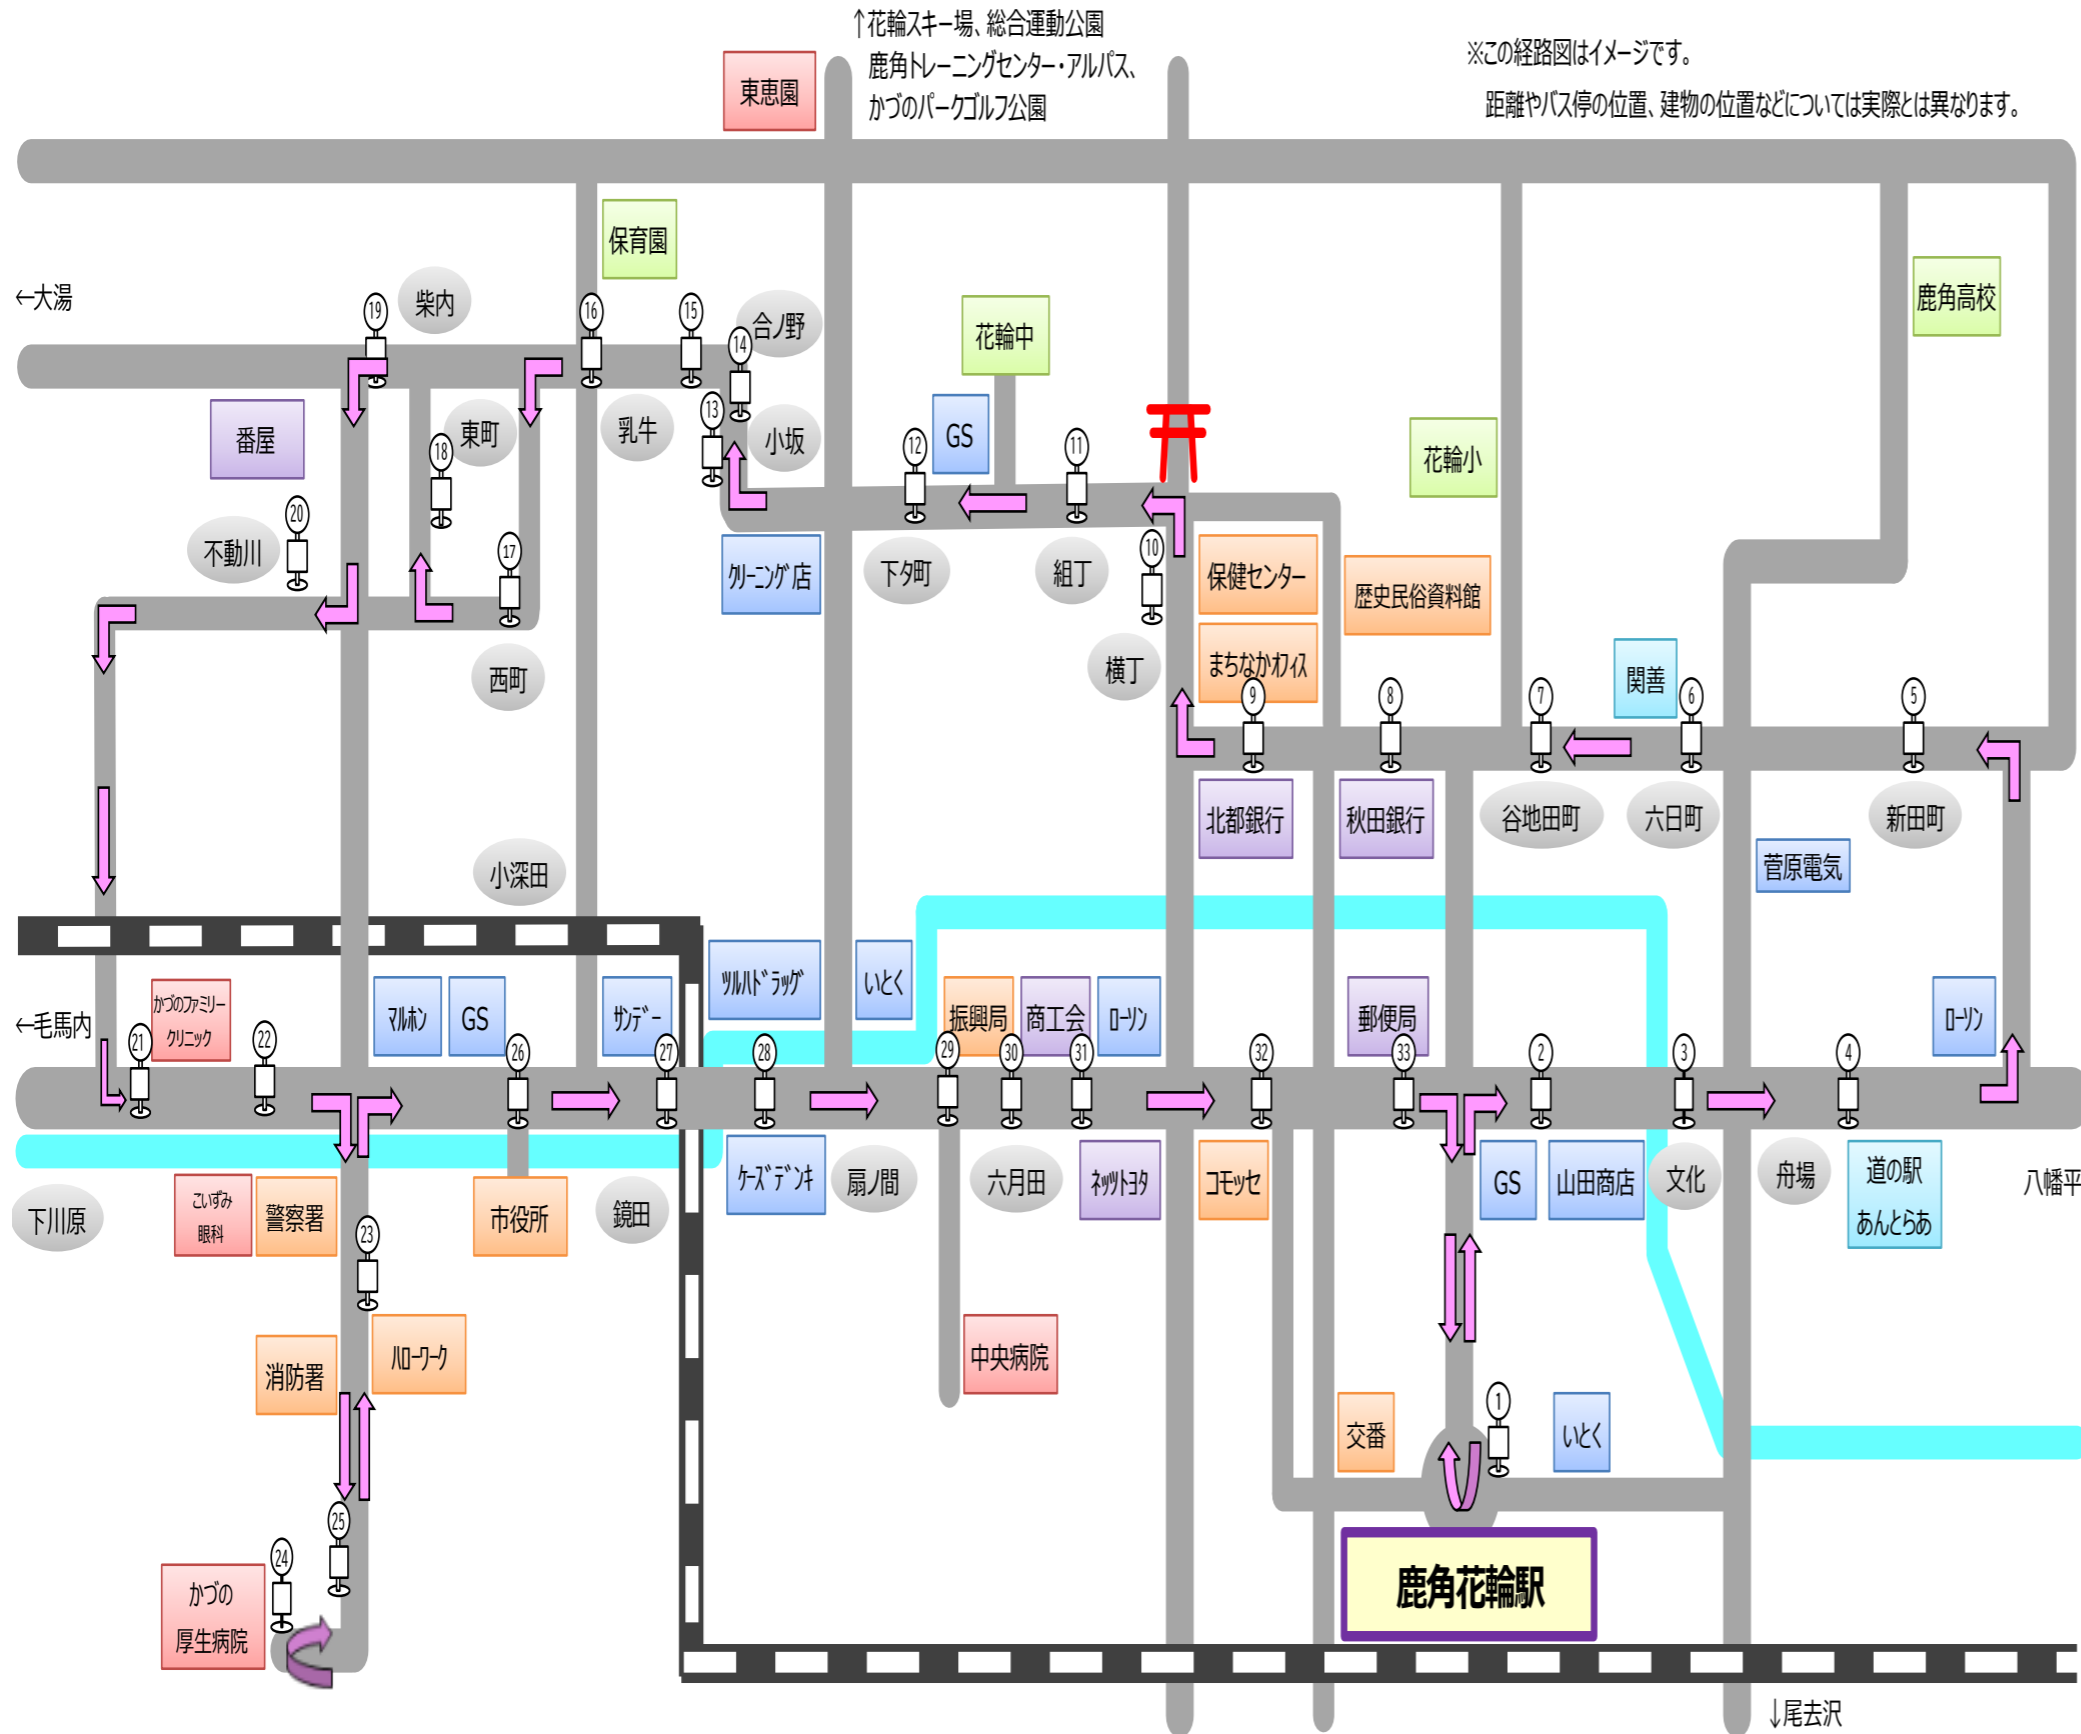 ↑花輪スキー場、総合運動公園
鹿角トレーニングセンター・アルパス、
かづのパークゴルフ公園
※この経路図はイメージです。
距離やバス停の位置、建物の位置などについては実際とは異なります。
東恵園
保育園
←大湯
19
柴内
16
15
合ノ野
14
花輪中
鹿角高校
番屋
18
東町
乳牛
13
小坂
12
GS
11
花輪小
20
不動川
17
クリーニング店
下タ町
組丁
10
保健センター
歴史民俗資料館
西町
横丁
まちなかオフィス
9
8
7
関善
6
5
北都銀行
秋田銀行
谷地田町
六日町
新田町
小深田
菅原電気
ツルハドラッグ
いとく
←毛馬内
かづのファミリー
クリニック
21
22
マルホン
GS
26
サンデー
27
28
振興局
29
商工会
30
31
ローソン
32
郵便局
33
2
3
4
ローソン
下川原
こいずみ
眼科
警察署
23
市役所
鏡田
ケーズデンキ
扇ノ間
六月田
ネッツトヨタ
コモッセ
GS
山田商店
文化
舟場
道の駅
あんとらあ
八幡平
消防署
ハローワーク
中央病院
交番
1
いとく
25
24
かづの
厚生病院
鹿角花輪駅
↓尾去沢